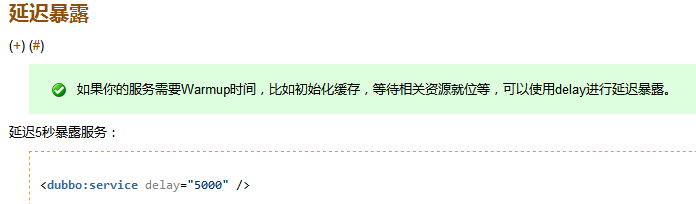 延迟暴露
(+) (#)
如果你的服务需要Warmup时间，比如初始化缓存，等待相关资源就位等，可以使用delay进行延迟暴露。
延迟5秒暴露服务：
<dubbo:service delay="5000" />